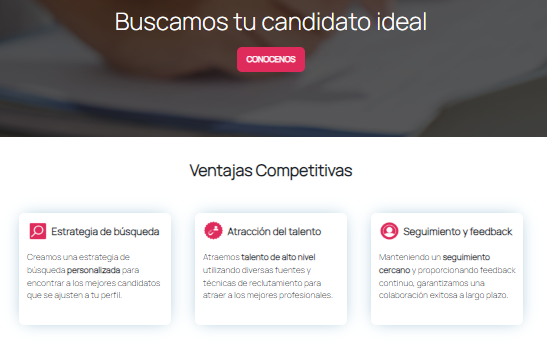 Buscamos tu candidato ideal
CONOCENOS
Ventajas Competitivas
Estrategia de búsqueda
Creamos una estrategia de
búsqueda personalizada para
encontrar a los mejores candidatos
que se ajusten a tu perfil.
Atracción del talento
Atraemos talento de alto nivel
utilizando diversas fuentes y
técnicas de reclutamiento para
atraer a los mejores profesionales.
Seguimiento y feedback
Manteniendo un seguimiento
cercano y proporcionando feedback
continuo, garantizamos una
colaboración exitosa a largo plazo.